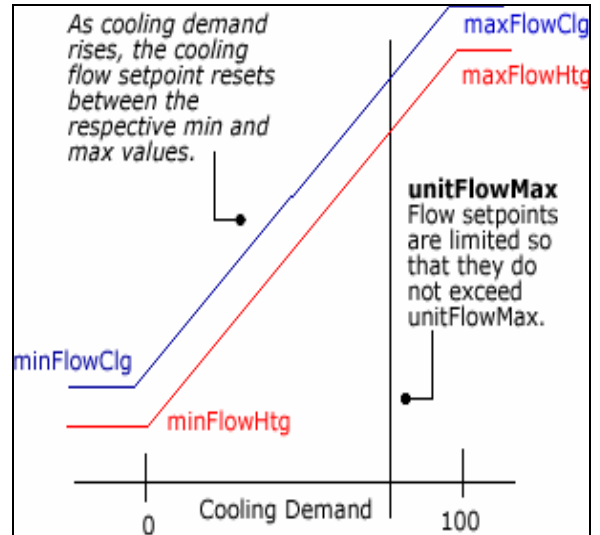 As cooling demand
rises, the cooling
flow setpoint resets
between the
respective min and
max values.
maxFlowClg
maxFlowHtg
unitFlowMax
Flow setpoints
are limited so
that they do
not exceed
unitFlowMax.
minFlowClg
minFlowHtg
Cooling Demand
0
100